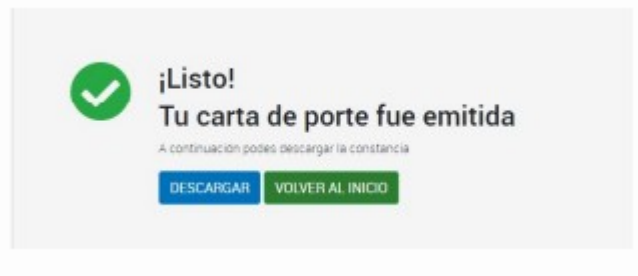 ¡Listo!
Tu carta de porte fue emitida
A continuación podes descargar la constancia
DESCARGAR VOLVER AL INICIO